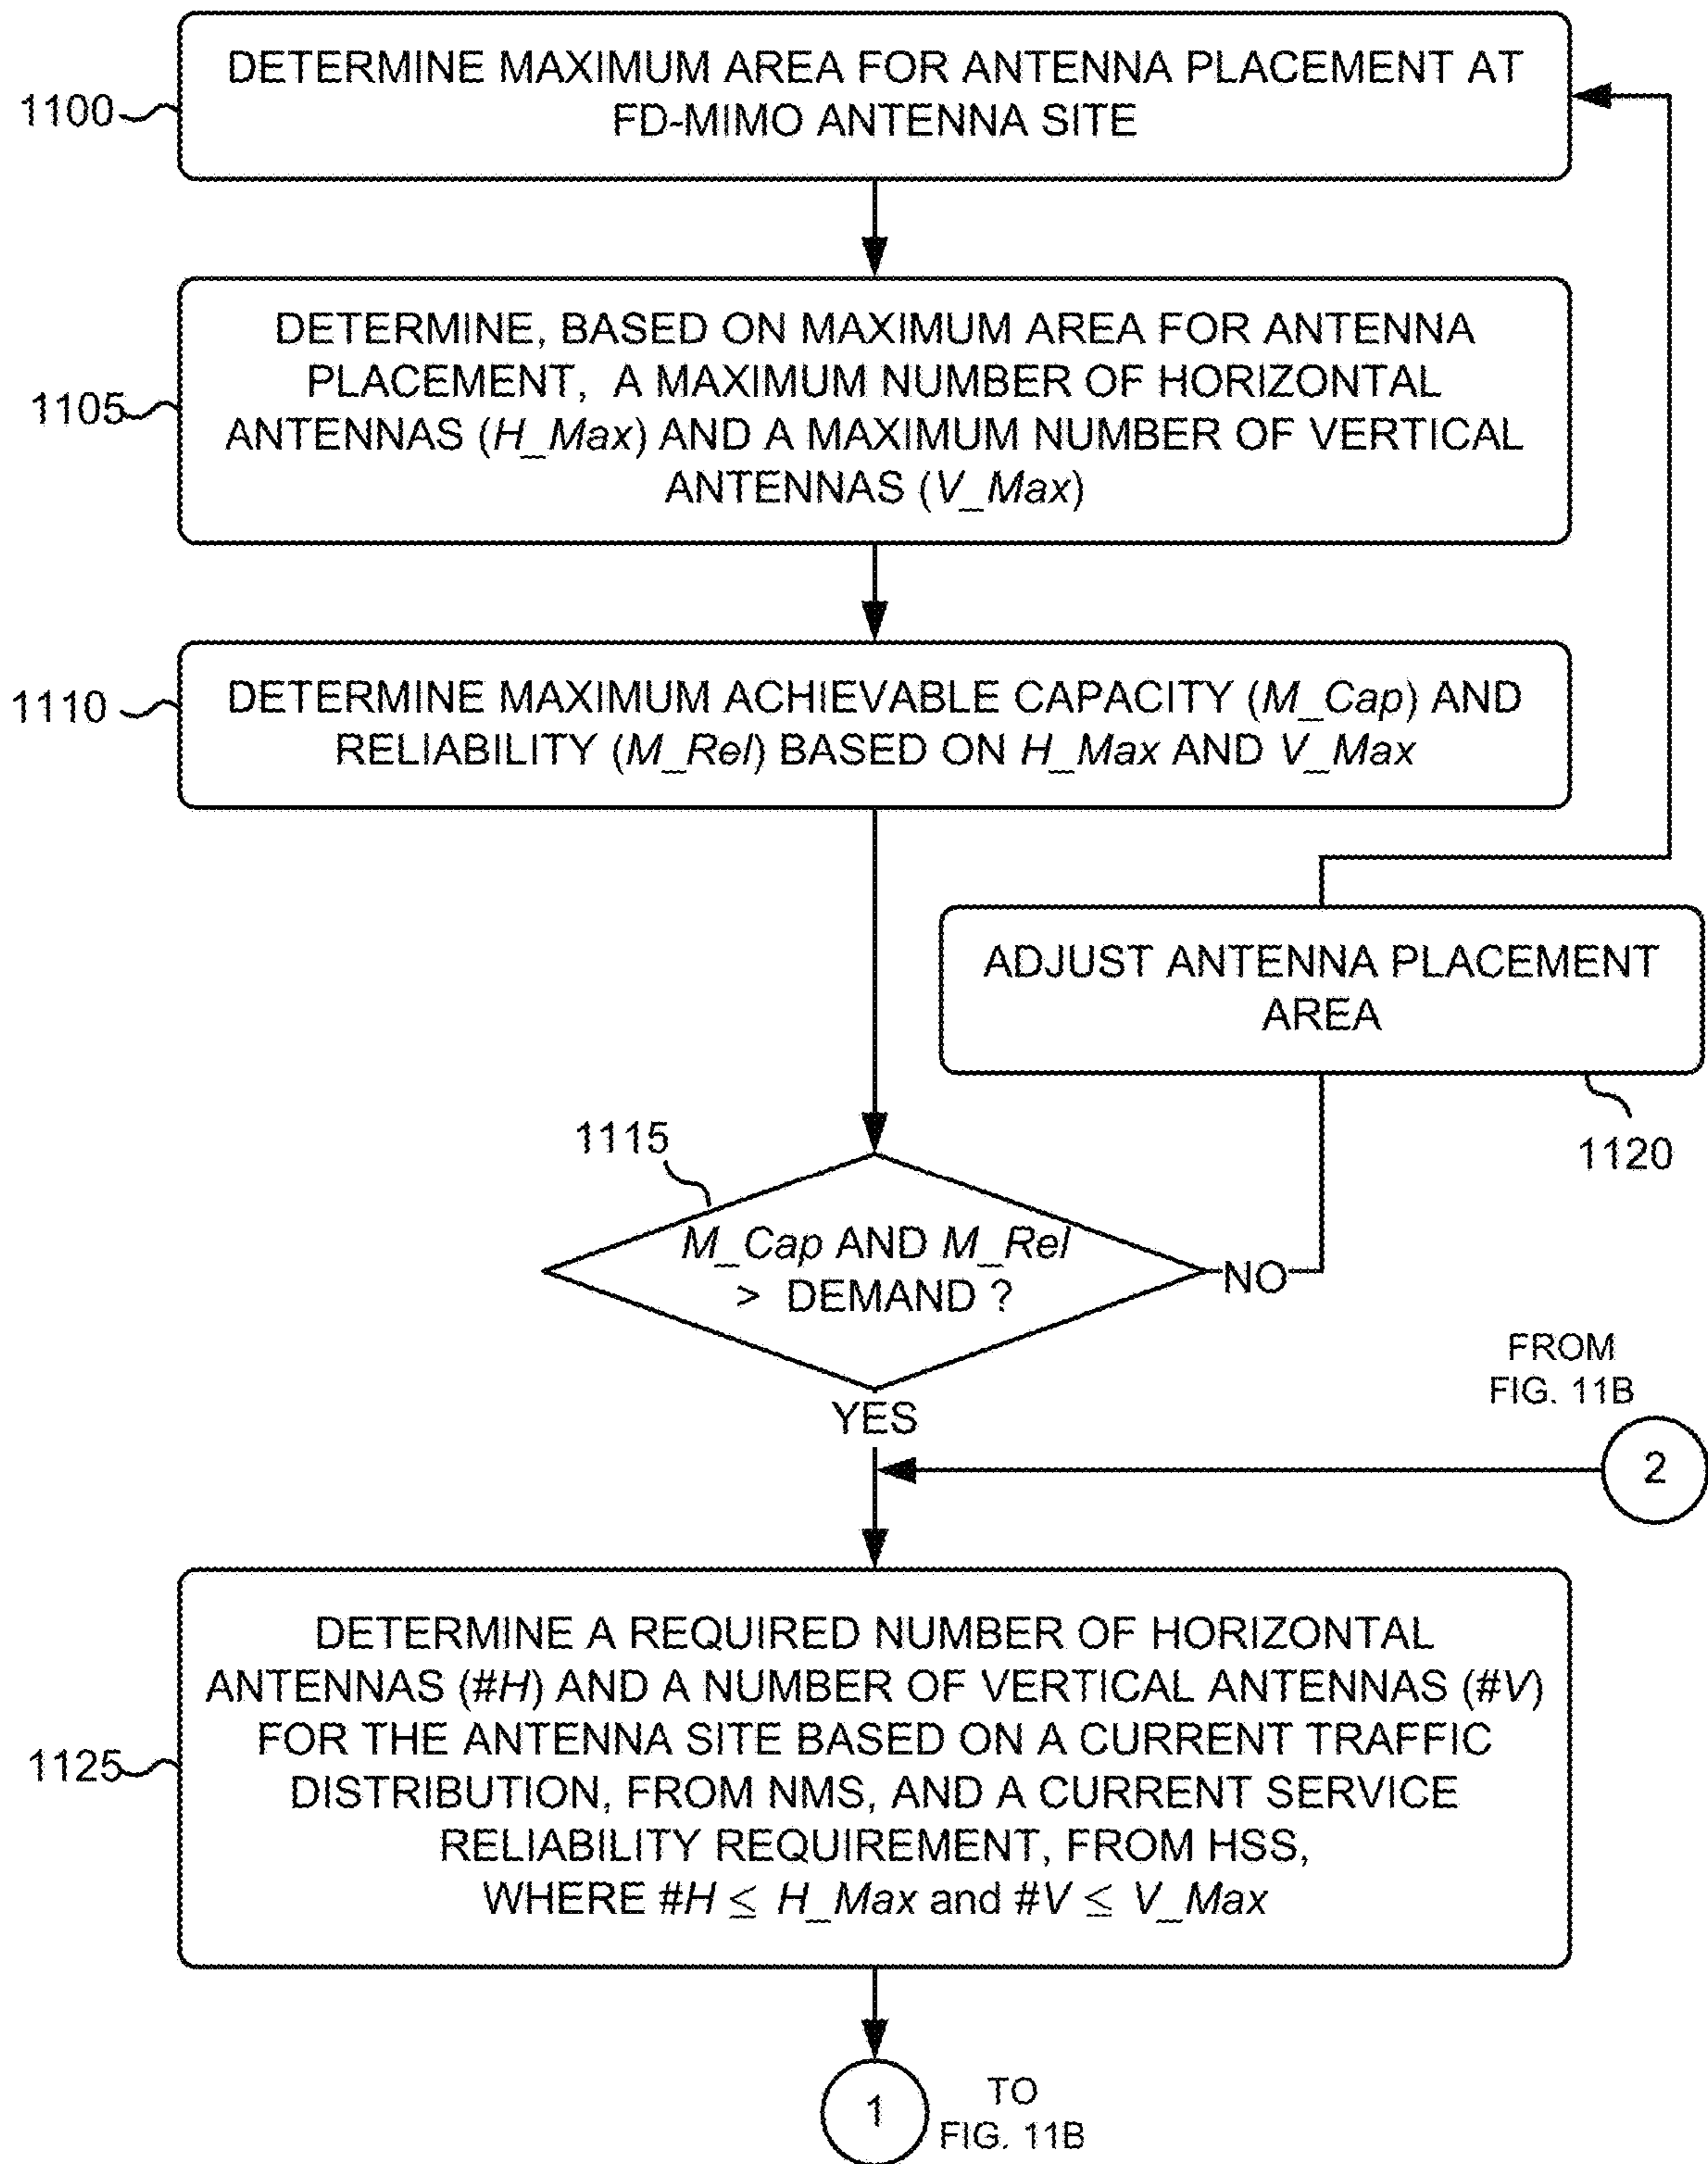 DETERMINE MAXIMUM AREA FOR ANTENNA PLACEMENT AT
FD-MIMO ANTENNA SITE
1100
DETERMINE, BASED ON MAXIMUM AREA FOR ANTENNA
PLACEMENT, A MAXIMUM NUMBER OF HORIZONTAL
ANTENNAS (H_Max) AND A MAXIMUM NUMBER OF VERTICAL
ANTENNAS (V_Max)
1105
DETERMINE MAXIMUM ACHIEVABLE CAPACITY (M_Cap) AND
RELIABILITY (M_Rel) BASED ON H_Max AND V_Max
1110
ADJUST ANTENNA PLACEMENT
AREA
1120
1115
M_Cap AND M_Rel
> DEMAND ?
NO
YES
FROM
FIG. 11B
2
DETERMINE A REQUIRED NUMBER OF HORIZONTAL
ANTENNAS (#H) AND A NUMBER OF VERTICAL ANTENNAS (#V)
FOR THE ANTENNA SITE BASED ON A CURRENT TRAFFIC
DISTRIBUTION, FROM NMS, AND A CURRENT SERVICE
RELIABILITY REQUIREMENT, FROM HSS,
WHERE #H ≤ H_Max and #V ≤ V_Max
1125
1
TO
FIG. 11B